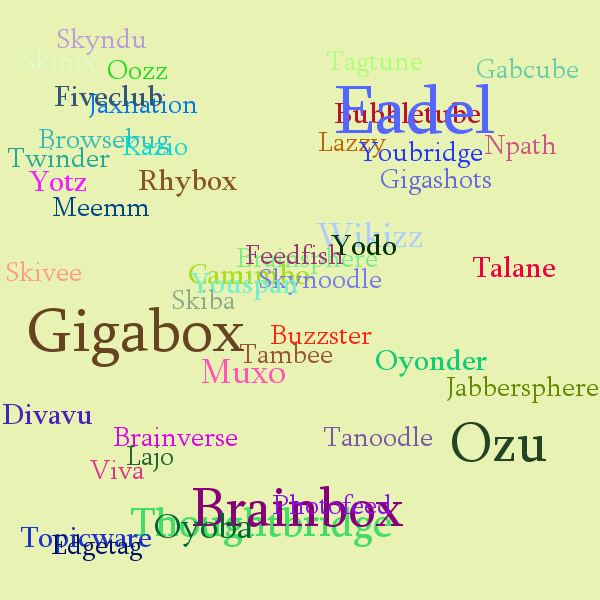 Skyndu
Skinix
Tagtune
Oozz
Gabcube
Fiveclub
Jaxnation
Eadel
Bubbletube
Browsebug
Kazio
Lazzy
Npath
Twinder
Youbridge
Yotz
Rhybox
Gigashots
Meemm
Wikizz
Yodo
Feedfish
Brainsphere
Talane
Skivee
Camimbo
Youspan
Skynoodle
Skiba
Gigabox
Buzzster
Tambee
Oyonder
Muxo
Jabbersphere
Divavu
Brainverse
Tanoodle
Ozu
Lajo
Viva
Photofeed
Brainbox
Thoughtbridge
Oyoba
Topicware
Edgetag